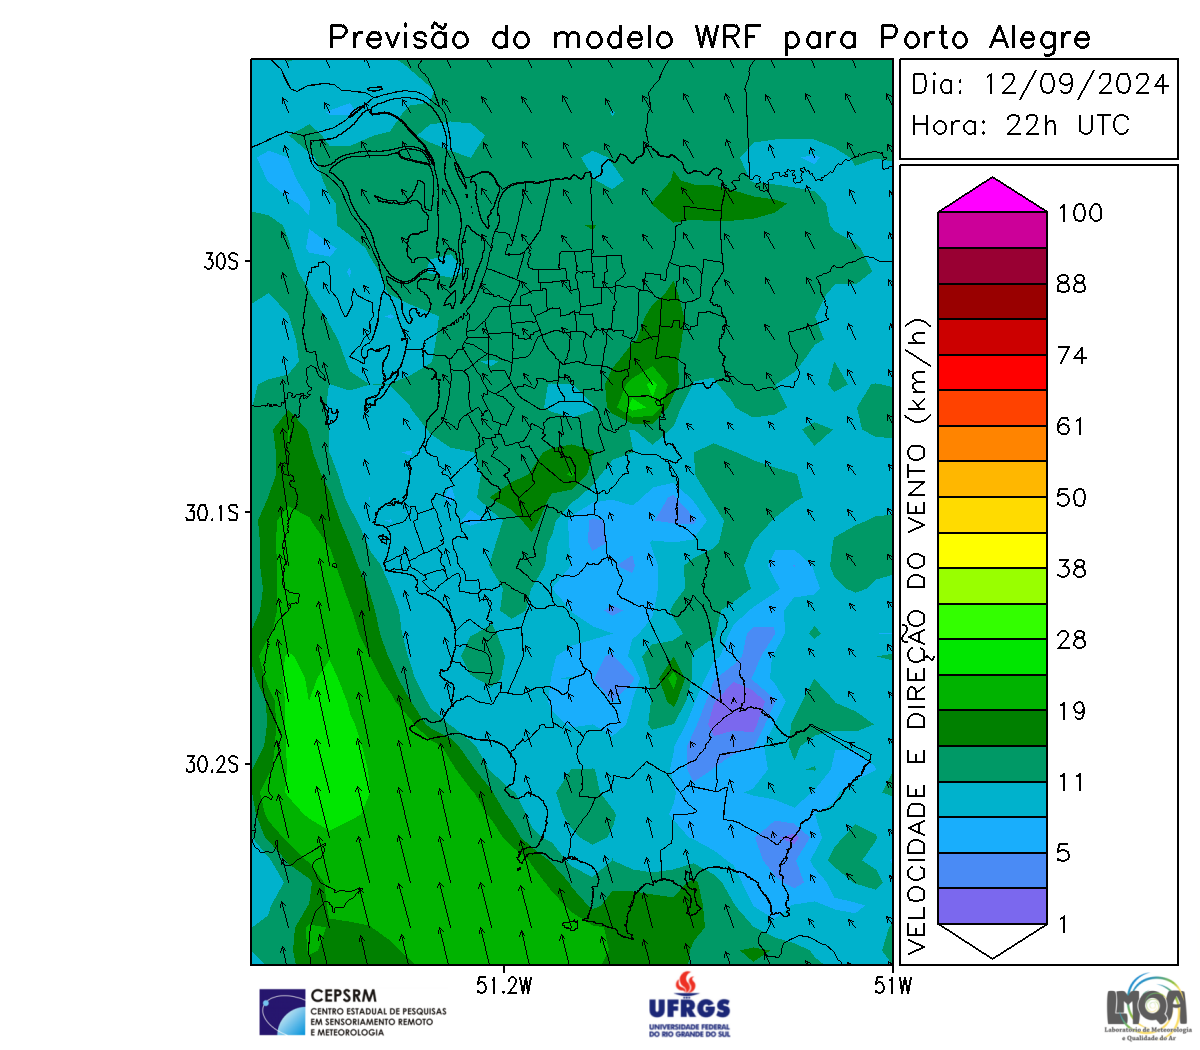 Previsão do modelo WRF para Porto Alegre
Dia: 12/09/2024
Hora: 22h UTC
30S
30.1S
30.2S
51.2W
51W
VELOCIDADE E DIREÇÃO DO VENTO (km/h)
100
88
74
61
50
38
28
19
11
5
1
CEPSRM
CENTRO ESTADUAL DE PESQUISAS
EM SENSORIAMENTO REMOTO
E METEOROLOGIA
UFRGS
UNIVERSIDADE FEDERAL
DO RIO GRANDE DO SUL
LMQA
Laboratório de Meteorologia
e Qualidade do Ar